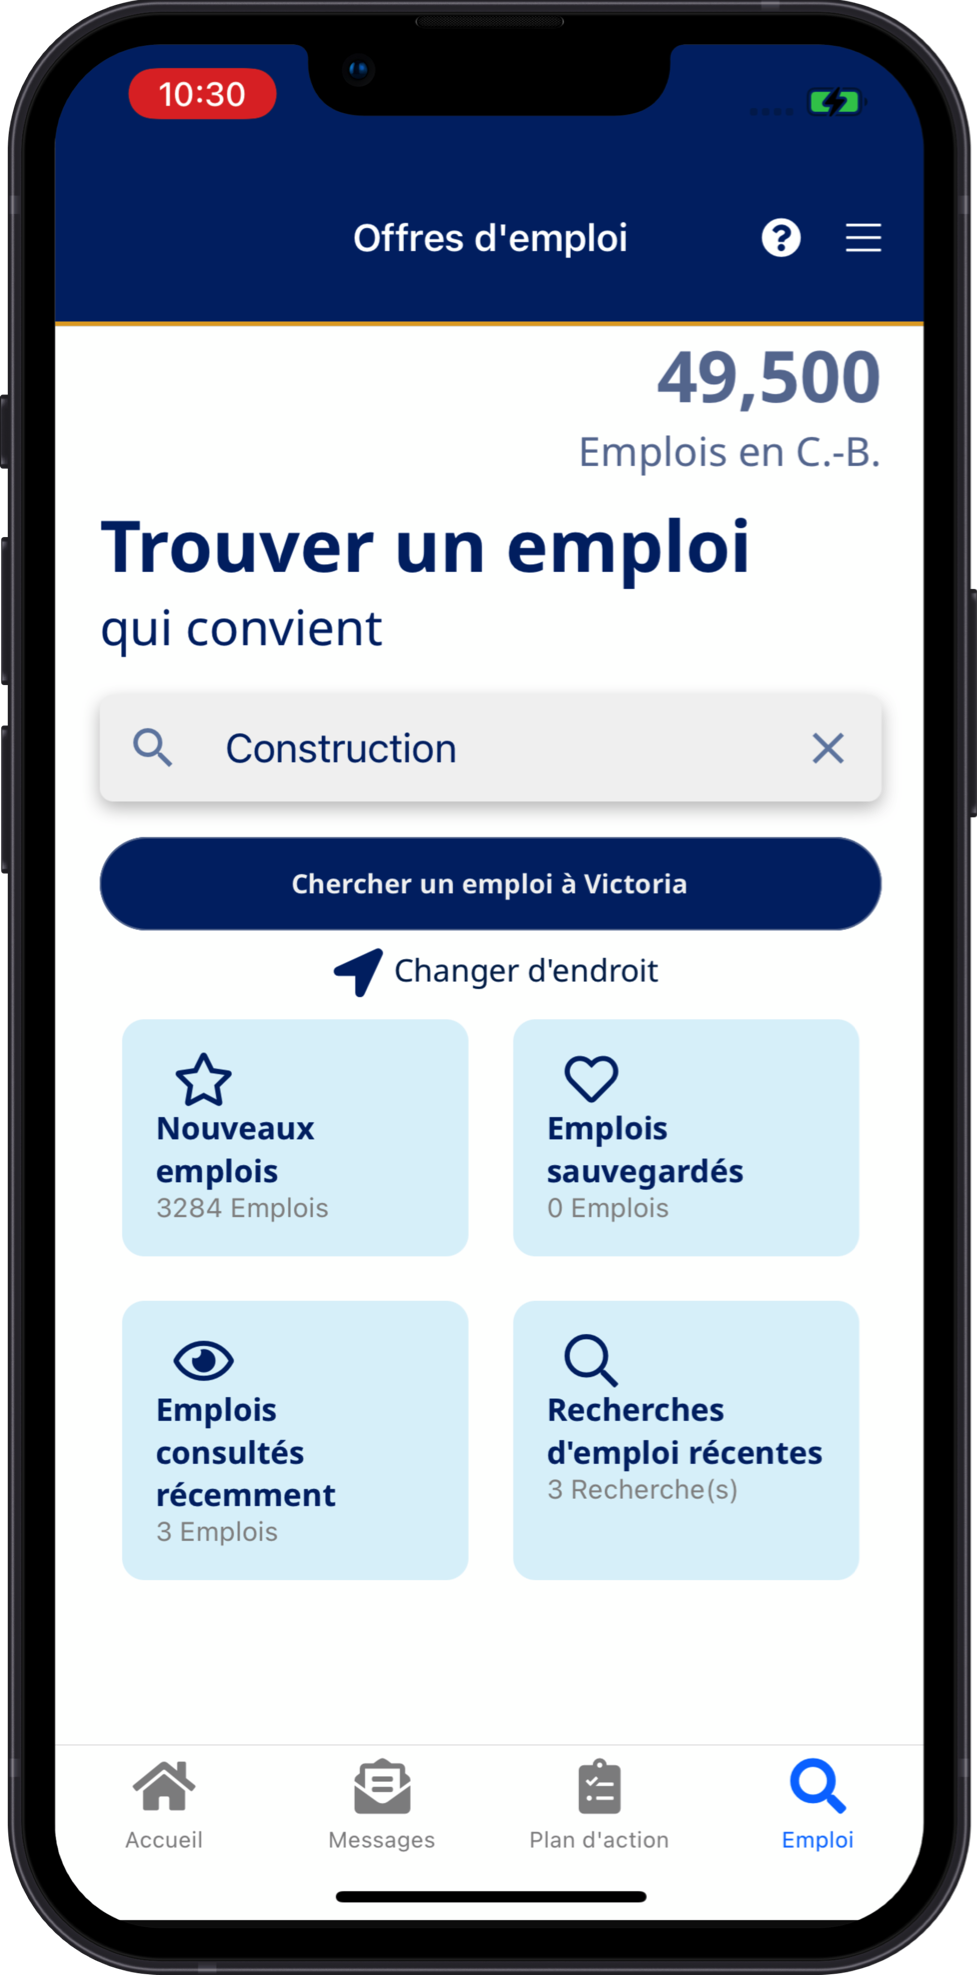 10:30
Offres d'emploi
49,500
Emplois en C.-B.
Trouver un emploi
qui convient
Construction
Chercher un emploi à Victoria
Changer d'endroit
Nouveaux
emplois
3284 Emplois
Emplois
sauvegardés
0 Emplois
Emplois
consultés
récemment
3 Emplois
Recherches
d'emploi récentes
3 Recherche(s)
Accueil
Messages
Plan d'action
Emploi